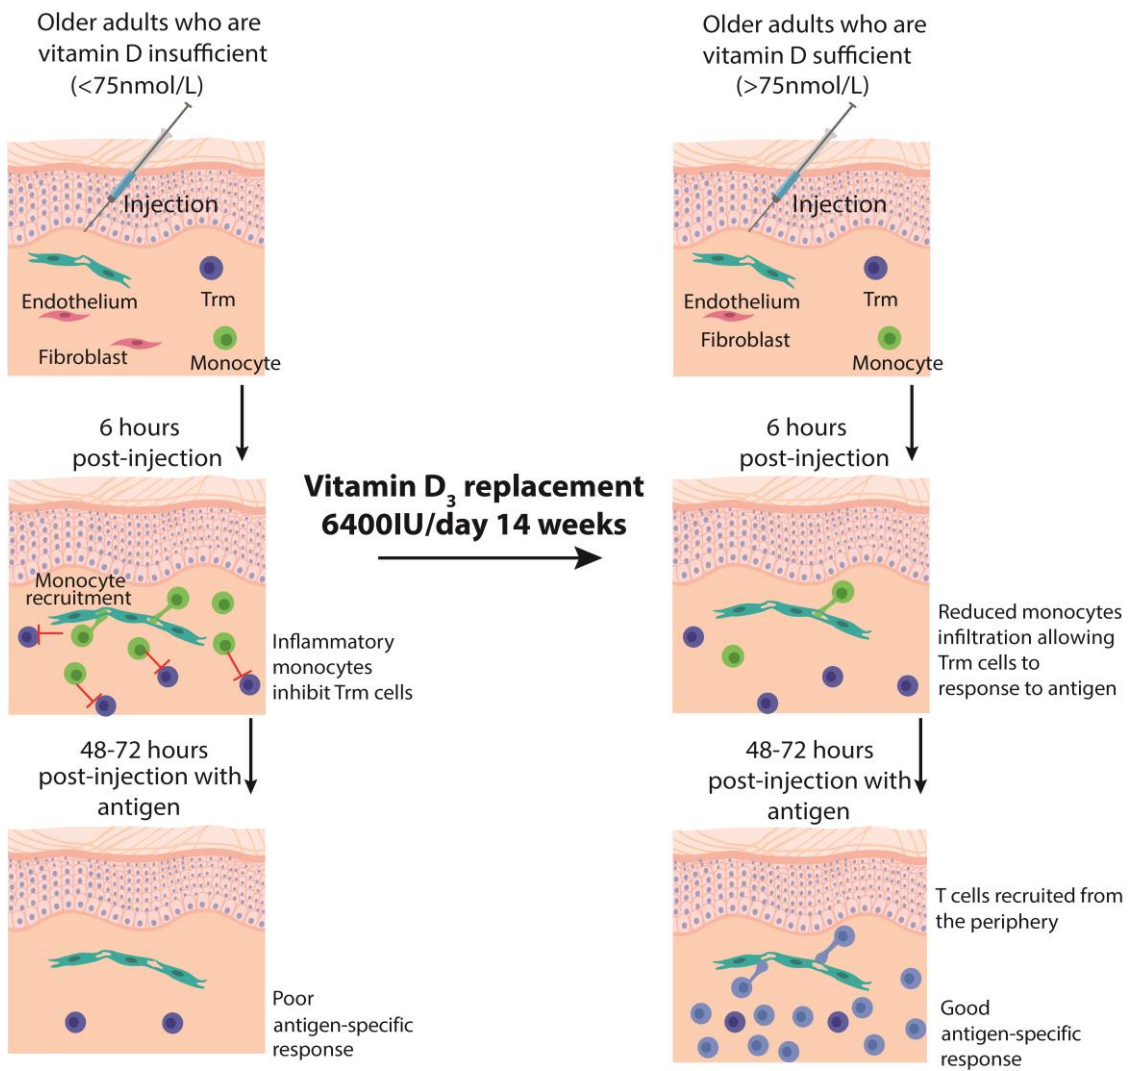 Older adults who are
vitamin D insufficient
(<75nmol/L)
Injection
Endothelium
Trm
Fibroblast
Monocyte
6 hours
post-injection
Monocyte
recruitment
Inflammatory
monocytes
inhibit Trm cells
48-72 hours
post-injection with
antigen
Poor
antigen-specific
response
Vitamin D₃ replacement
6400IU/day 14 weeks
Older adults who are
vitamin D sufficient
(>75nmol/L)
Injection
Endothelium
Trm
Fibroblast
Monocyte
6 hours
post-injection
Reduced monocytes
infiltration allowing
Trm cells to
response to antigen
48-72 hours
post-injection with
antigen
T cells recruited from
the periphery
Good
antigen-specific
response